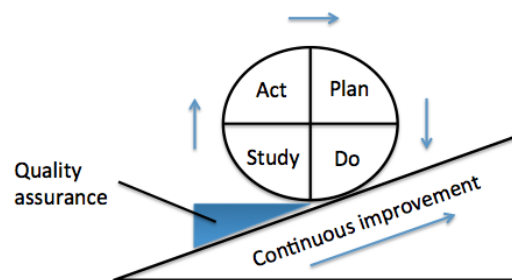 Act
Plan
Study
Do
Quality
assurance
Continuous improvement